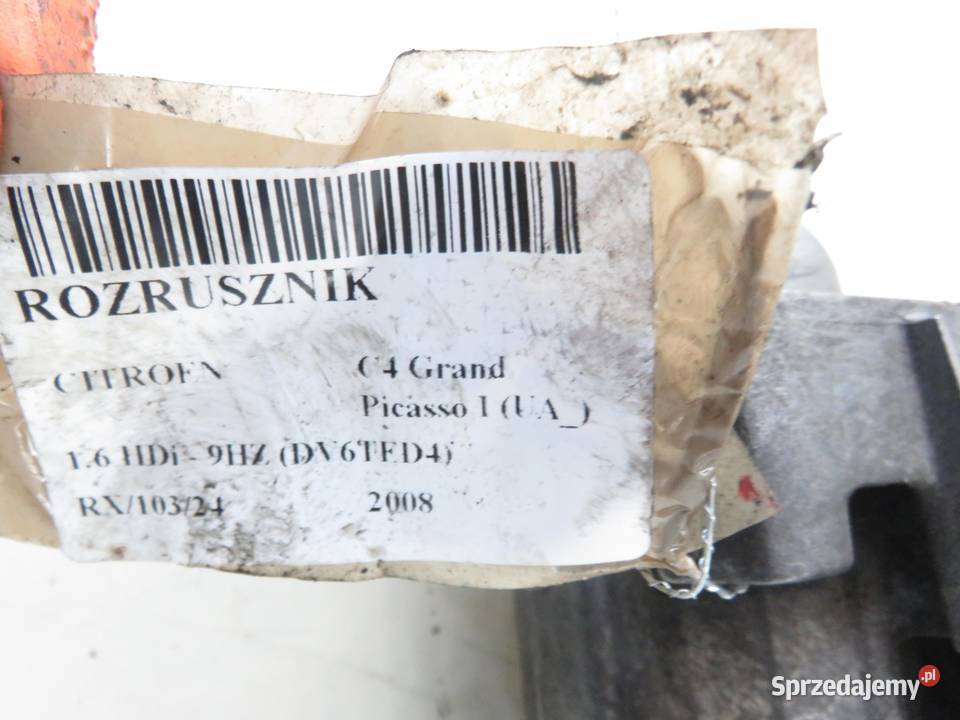 ROZRUSZNIK
CITROEN C4 Grand
Picasso I (UA_)
1.6 HDi - 9HZ (DV6TED4)
RX/103/24 2008
Sprzedajemy.pl